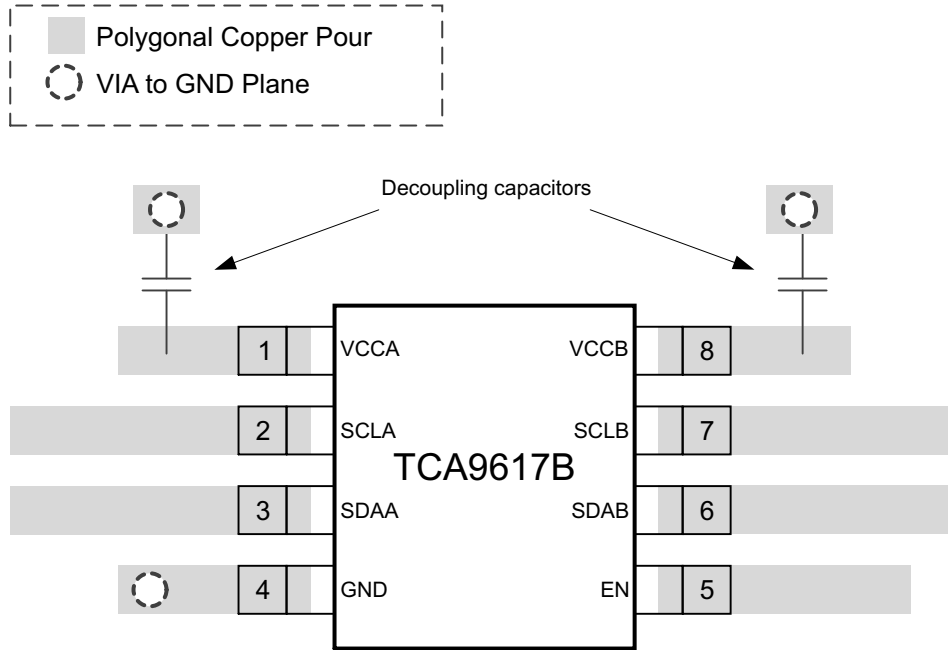 Polygonal Copper Pour
VIA to GND Plane
Decoupling capacitors
1 VCCA VCCB 8
2 SCLA SCLB 7
TCA9617B
3 SDAA SDAB 6
4 GND EN 5